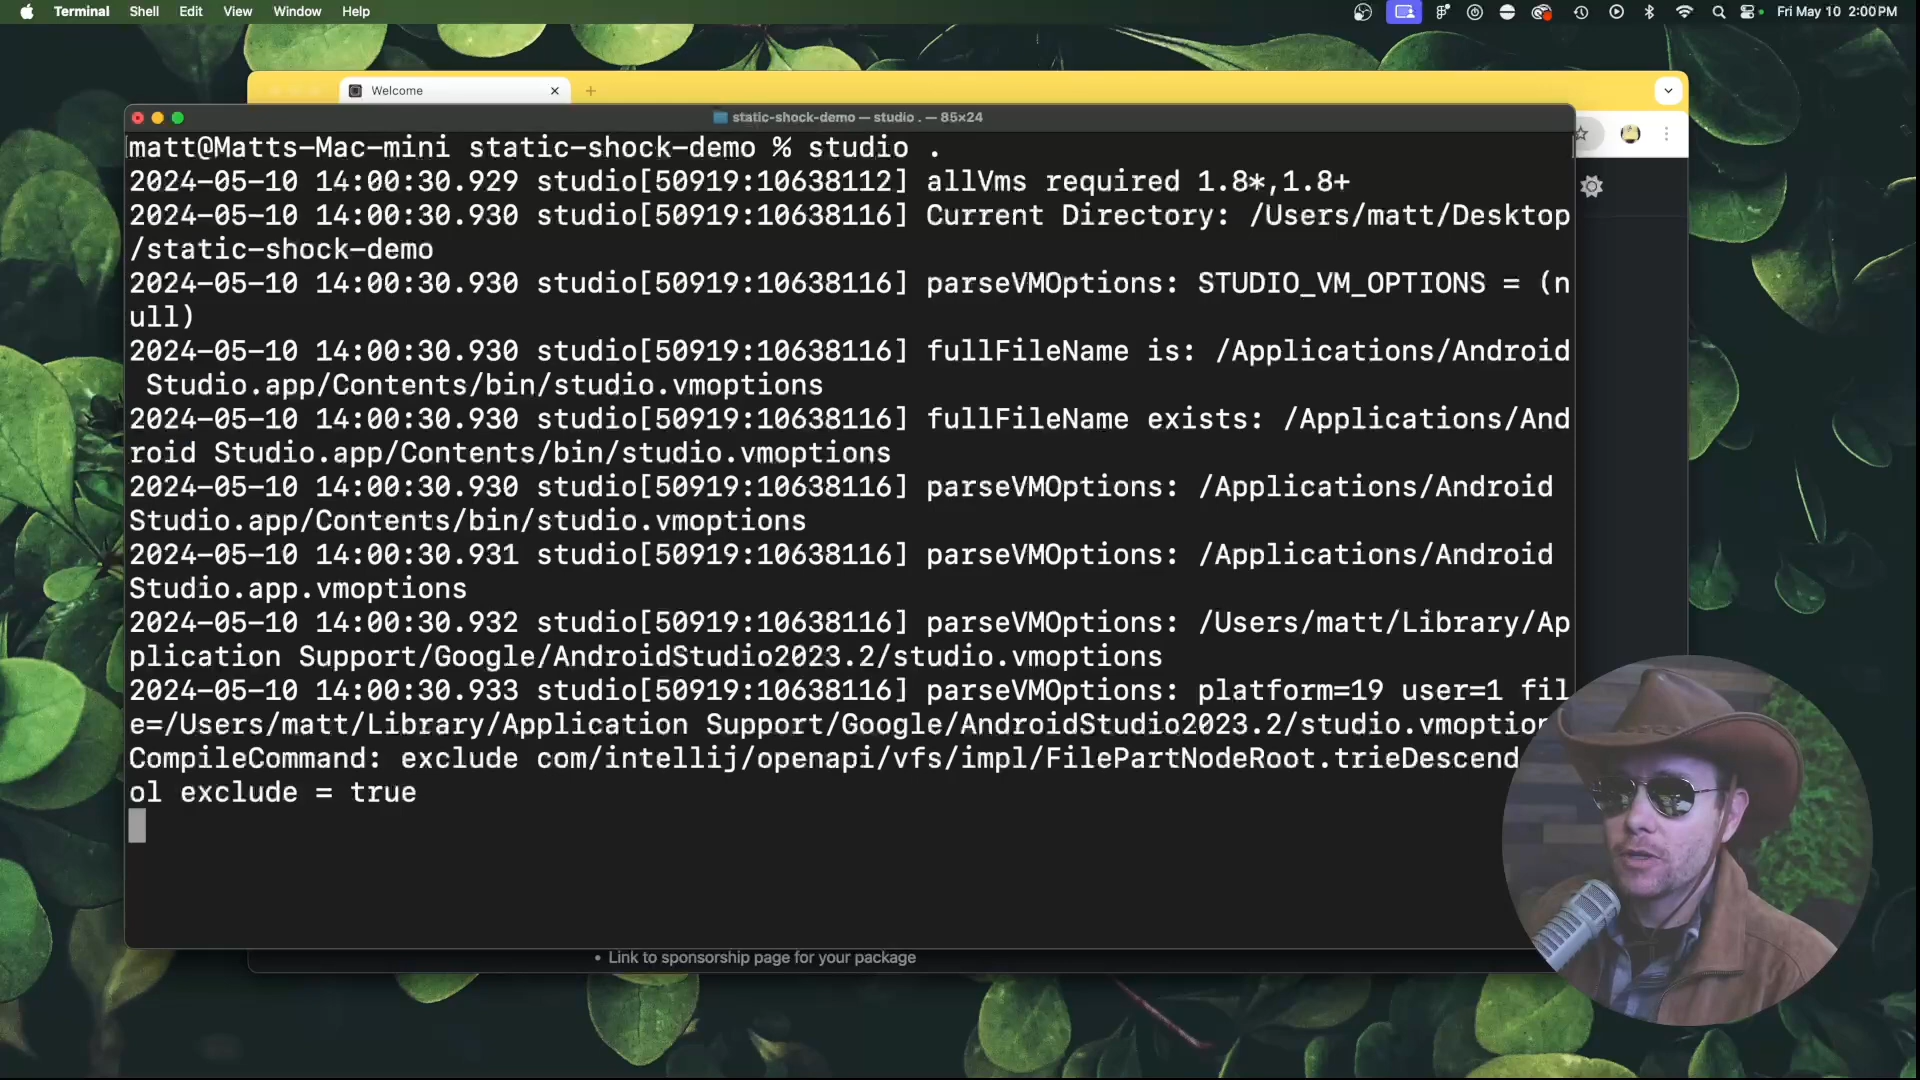 Terminal Shell Edit View Window Help Fri May 10 2:00 PM
Welcome
static-shock-demo — studio . — 85×24
matt@Matts-Mac-mini static-shock-demo % studio .
2024-05-10 14:00:30.929 studio[50919:10638112] allVms required 1.8*,1.8+
2024-05-10 14:00:30.930 studio[50919:10638116] Current Directory: /Users/matt/Desktop
/static-shock-demo
2024-05-10 14:00:30.930 studio[50919:10638116] parseVMOptions: STUDIO_VM_OPTIONS = (n
ull)
2024-05-10 14:00:30.930 studio[50919:10638116] fullFileName is: /Applications/Android
 Studio.app/Contents/bin/studio.vmoptions
2024-05-10 14:00:30.930 studio[50919:10638116] fullFileName exists: /Applications/And
roid Studio.app/Contents/bin/studio.vmoptions
2024-05-10 14:00:30.930 studio[50919:10638116] parseVMOptions: /Applications/Android
Studio.app/Contents/bin/studio.vmoptions
2024-05-10 14:00:30.931 studio[50919:10638116] parseVMOptions: /Applications/Android
Studio.app.vmoptions
2024-05-10 14:00:30.932 studio[50919:10638116] parseVMOptions: /Users/matt/Library/Ap
plication Support/Google/AndroidStudio2023.2/studio.vmoptions
2024-05-10 14:00:30.933 studio[50919:10638116] parseVMOptions: platform=19 user=1 fil
e=/Users/matt/Library/Application Support/Google/AndroidStudio2023.2/studio.vmoption
CompileCommand: exclude com/intellij/openapi/vfs/impl/FilePartNodeRoot.trieDescend
ol exclude = true
• Link to sponsorship page for your package